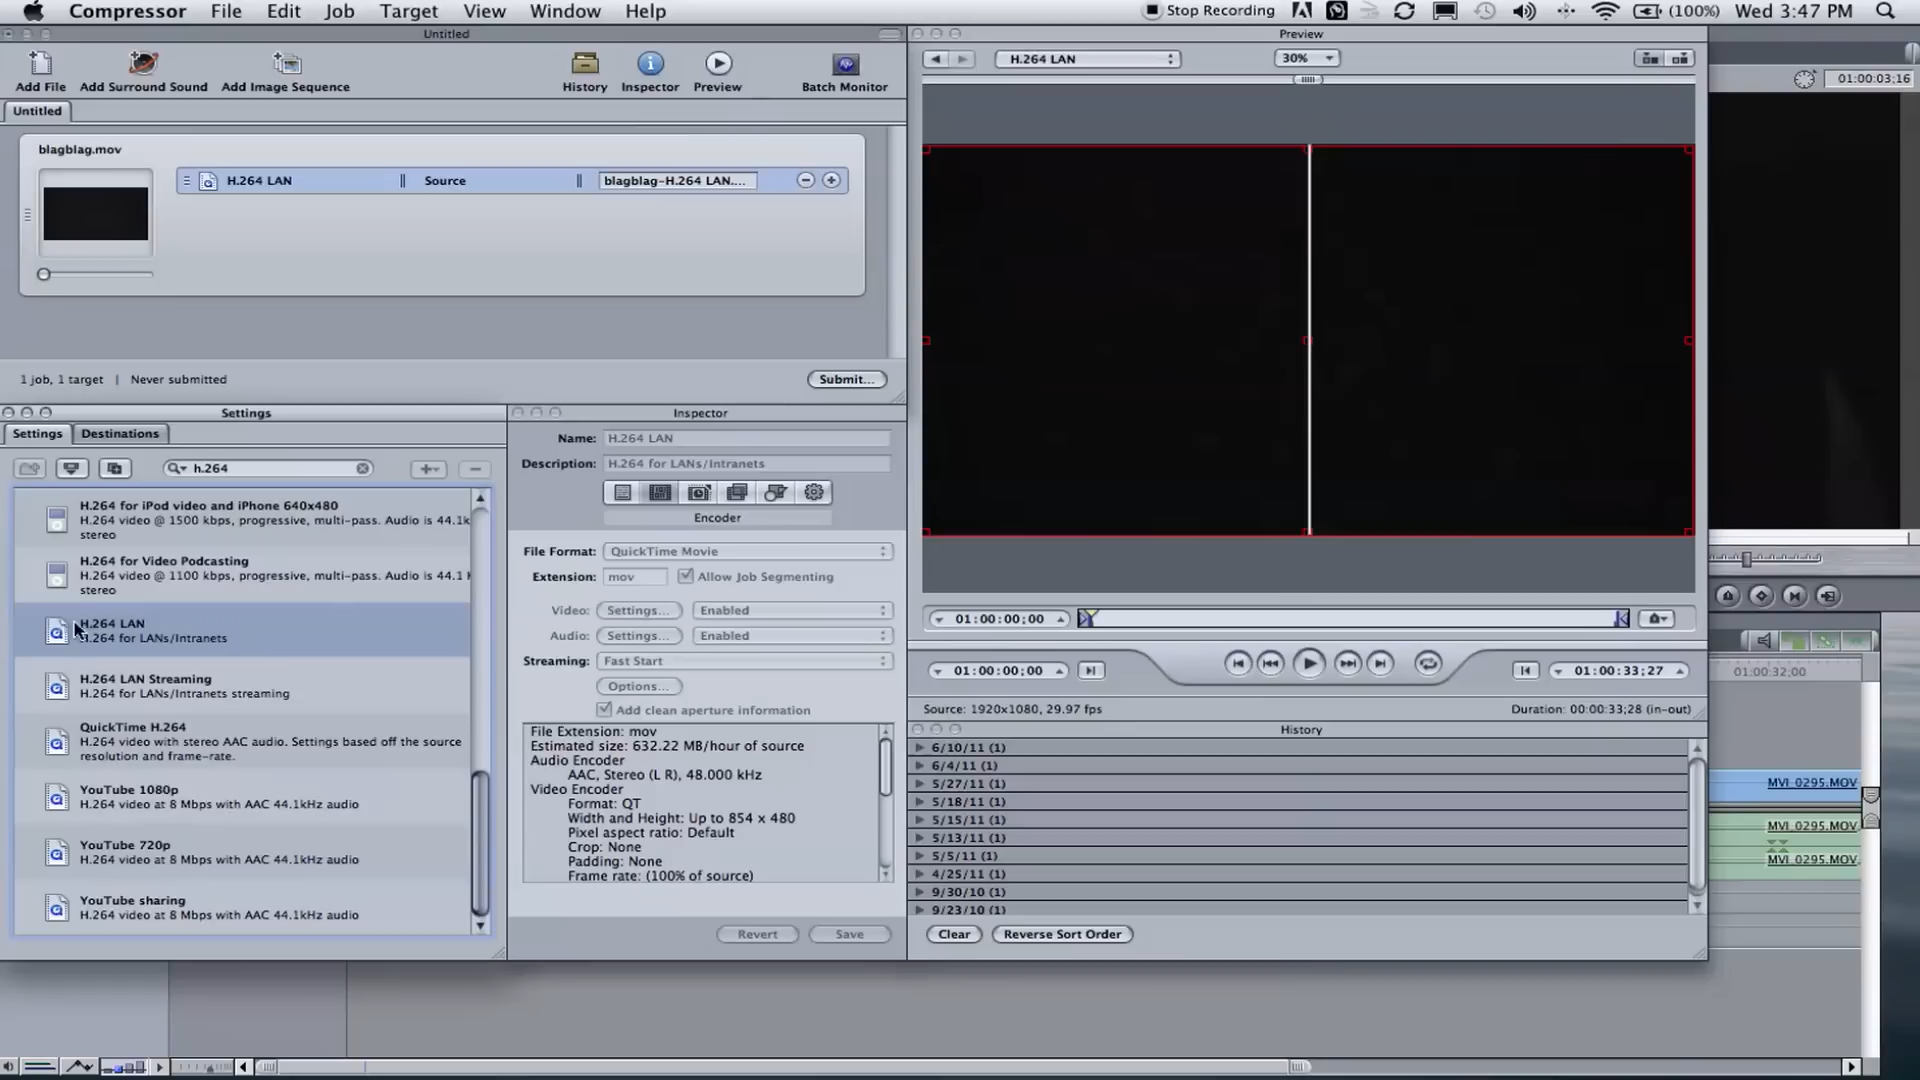 Compressor File Edit Job Target View Window Help
Stop Recording (100%) Wed 3:47 PM
Untitled
Add File Add Surround Sound Add Image Sequence History Inspector Preview Batch Monitor
Untitled
blagblag.mov
H.264 LAN Source blagblag-H.264 LAN....
1 job, 1 target | Never submitted Submit...
Preview
H.264 LAN 30%
01:00:03;16
01:00:00;00
01:00:00;00 01:00:33;27
Source: 1920x1080, 29.97 fps Duration: 00:00:33;28 (in-out)
Settings
Settings Destinations
h.264
H.264 for iPod video and iPhone 640x480
H.264 video @ 1500 kbps, progressive, multi-pass. Audio is 44.1k
stereo
H.264 for Video Podcasting
H.264 video @ 1100 kbps, progressive, multi-pass. Audio is 44.1 k
stereo
H.264 LAN
H.264 for LANs/Intranets
H.264 LAN Streaming
H.264 for LANs/Intranets streaming
QuickTime H.264
H.264 video with stereo AAC audio. Settings based off the source
resolution and frame-rate.
YouTube 1080p
H.264 video at 8 Mbps with AAC 44.1kHz audio
YouTube 720p
H.264 video at 8 Mbps with AAC 44.1kHz audio
YouTube sharing
H.264 video at 8 Mbps with AAC 44.1kHz audio
Inspector
Name: H.264 LAN
Description: H.264 for LANs/Intranets
Encoder
File Format: QuickTime Movie
Extension: mov Allow Job Segmenting
Video: Settings... Enabled
Audio: Settings... Enabled
Streaming: Fast Start
Options...
Add clean aperture information
File Extension: mov
Estimated size: 632.22 MB/hour of source
Audio Encoder
AAC, Stereo (L R), 48.000 kHz
Video Encoder
Format: QT
Width and Height: Up to 854 x 480
Pixel aspect ratio: Default
Crop: None
Padding: None
Frame rate: (100% of source)
Revert Save
History
6/10/11 (1)
6/4/11 (1)
5/27/11 (1)
5/18/11 (1)
5/15/11 (1)
5/13/11 (1)
5/5/11 (1)
4/25/11 (1)
9/30/10 (1)
9/23/10 (1)
Clear Reverse Sort Order
01:00:32;00
MVI_0295.MOV
MVI_0295.MOV
MVI_0295.MOV